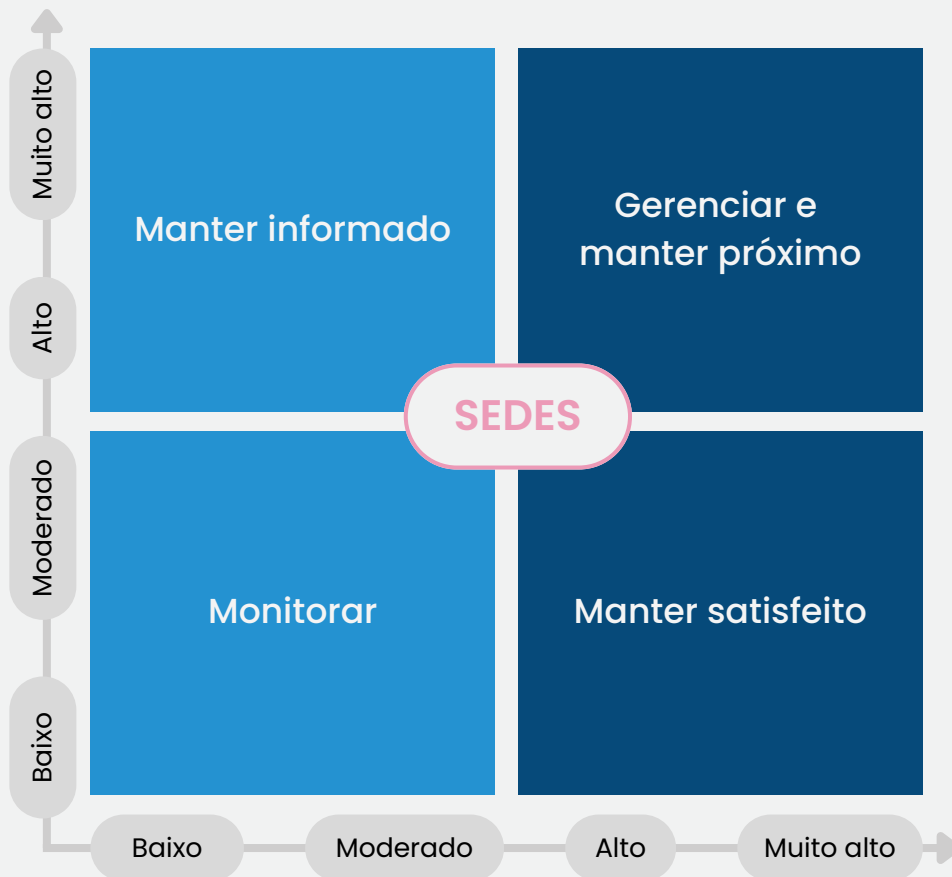 Muito alto
Manter informado
Gerenciar e
manter próximo
Alto
SEDES
Moderado
Monitorar
Manter satisfeito
Baixo
Baixo
Moderado
Alto
Muito alto